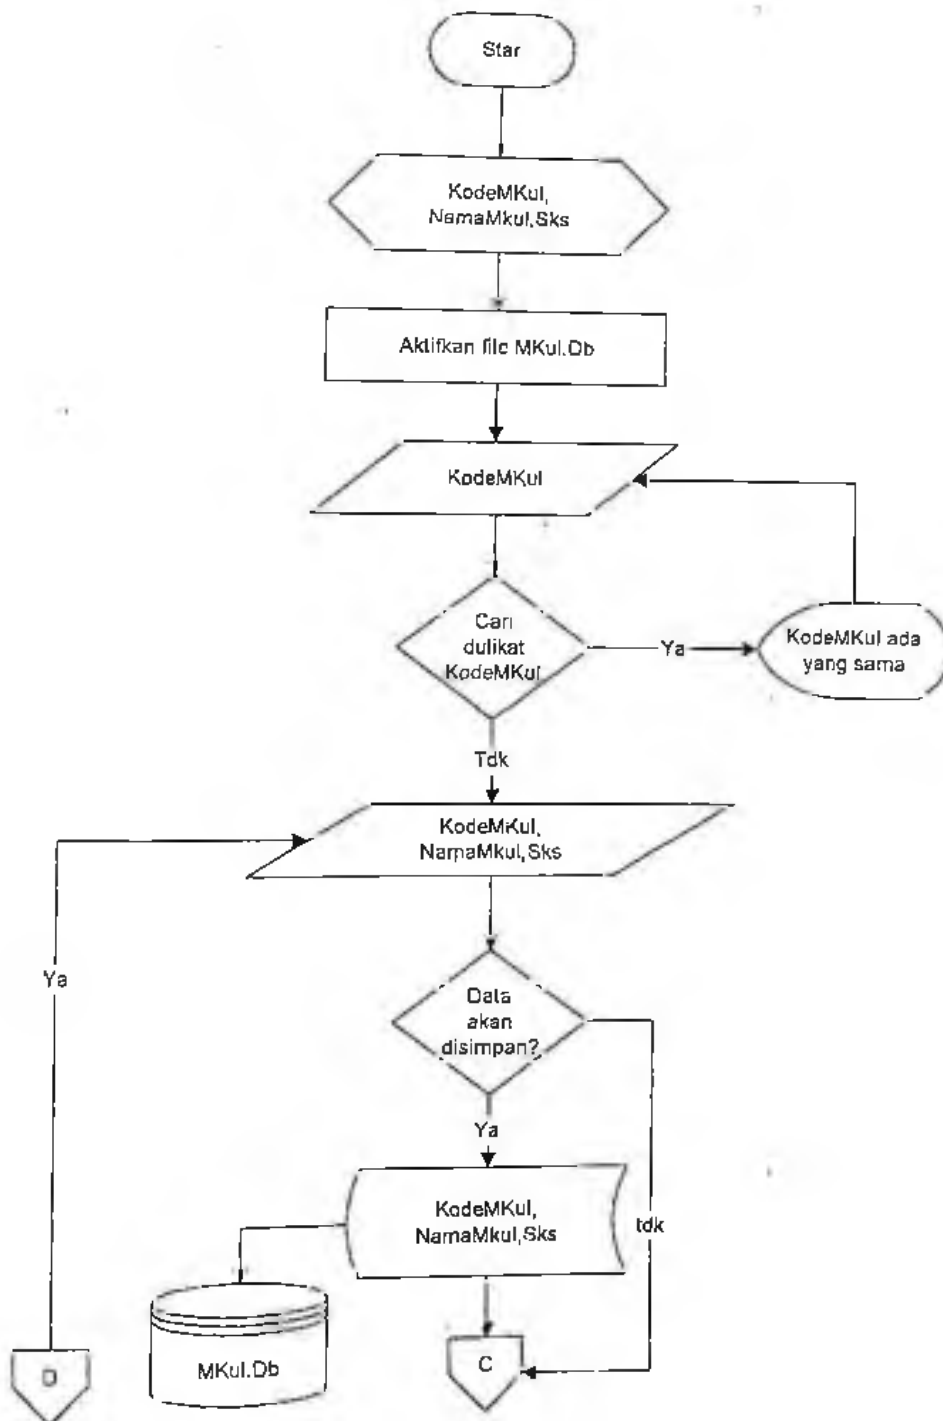 Star
KodeMKul,
NamaMkul,Sks
Aktifkan file MKul.Db
KodeMKul
Cari
dulikat
KodeMKul
Ya
KodeMKul ada
yang sama
Tdk
KodeMKul,
NamaMkul,Sks
Ya
Data
akan
disimpan?
Ya
KodeMKul,
NamaMkul,Sks
tdk
MKul.Db
C
D